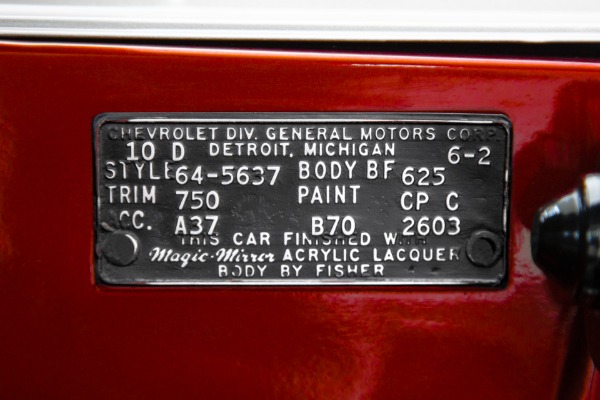 CHEVROLET DIV. GENERAL MOTORS CORP.
10 D DETROIT, MICHIGAN 6-2
STYLE 64-5637 BODY BF 625
TRIM 750 PAINT CP C
ACC. A37 B70 2603
THIS CAR FINISHED WITH
Magic-Mirror ACRYLIC LACQUER
BODY BY FISHER